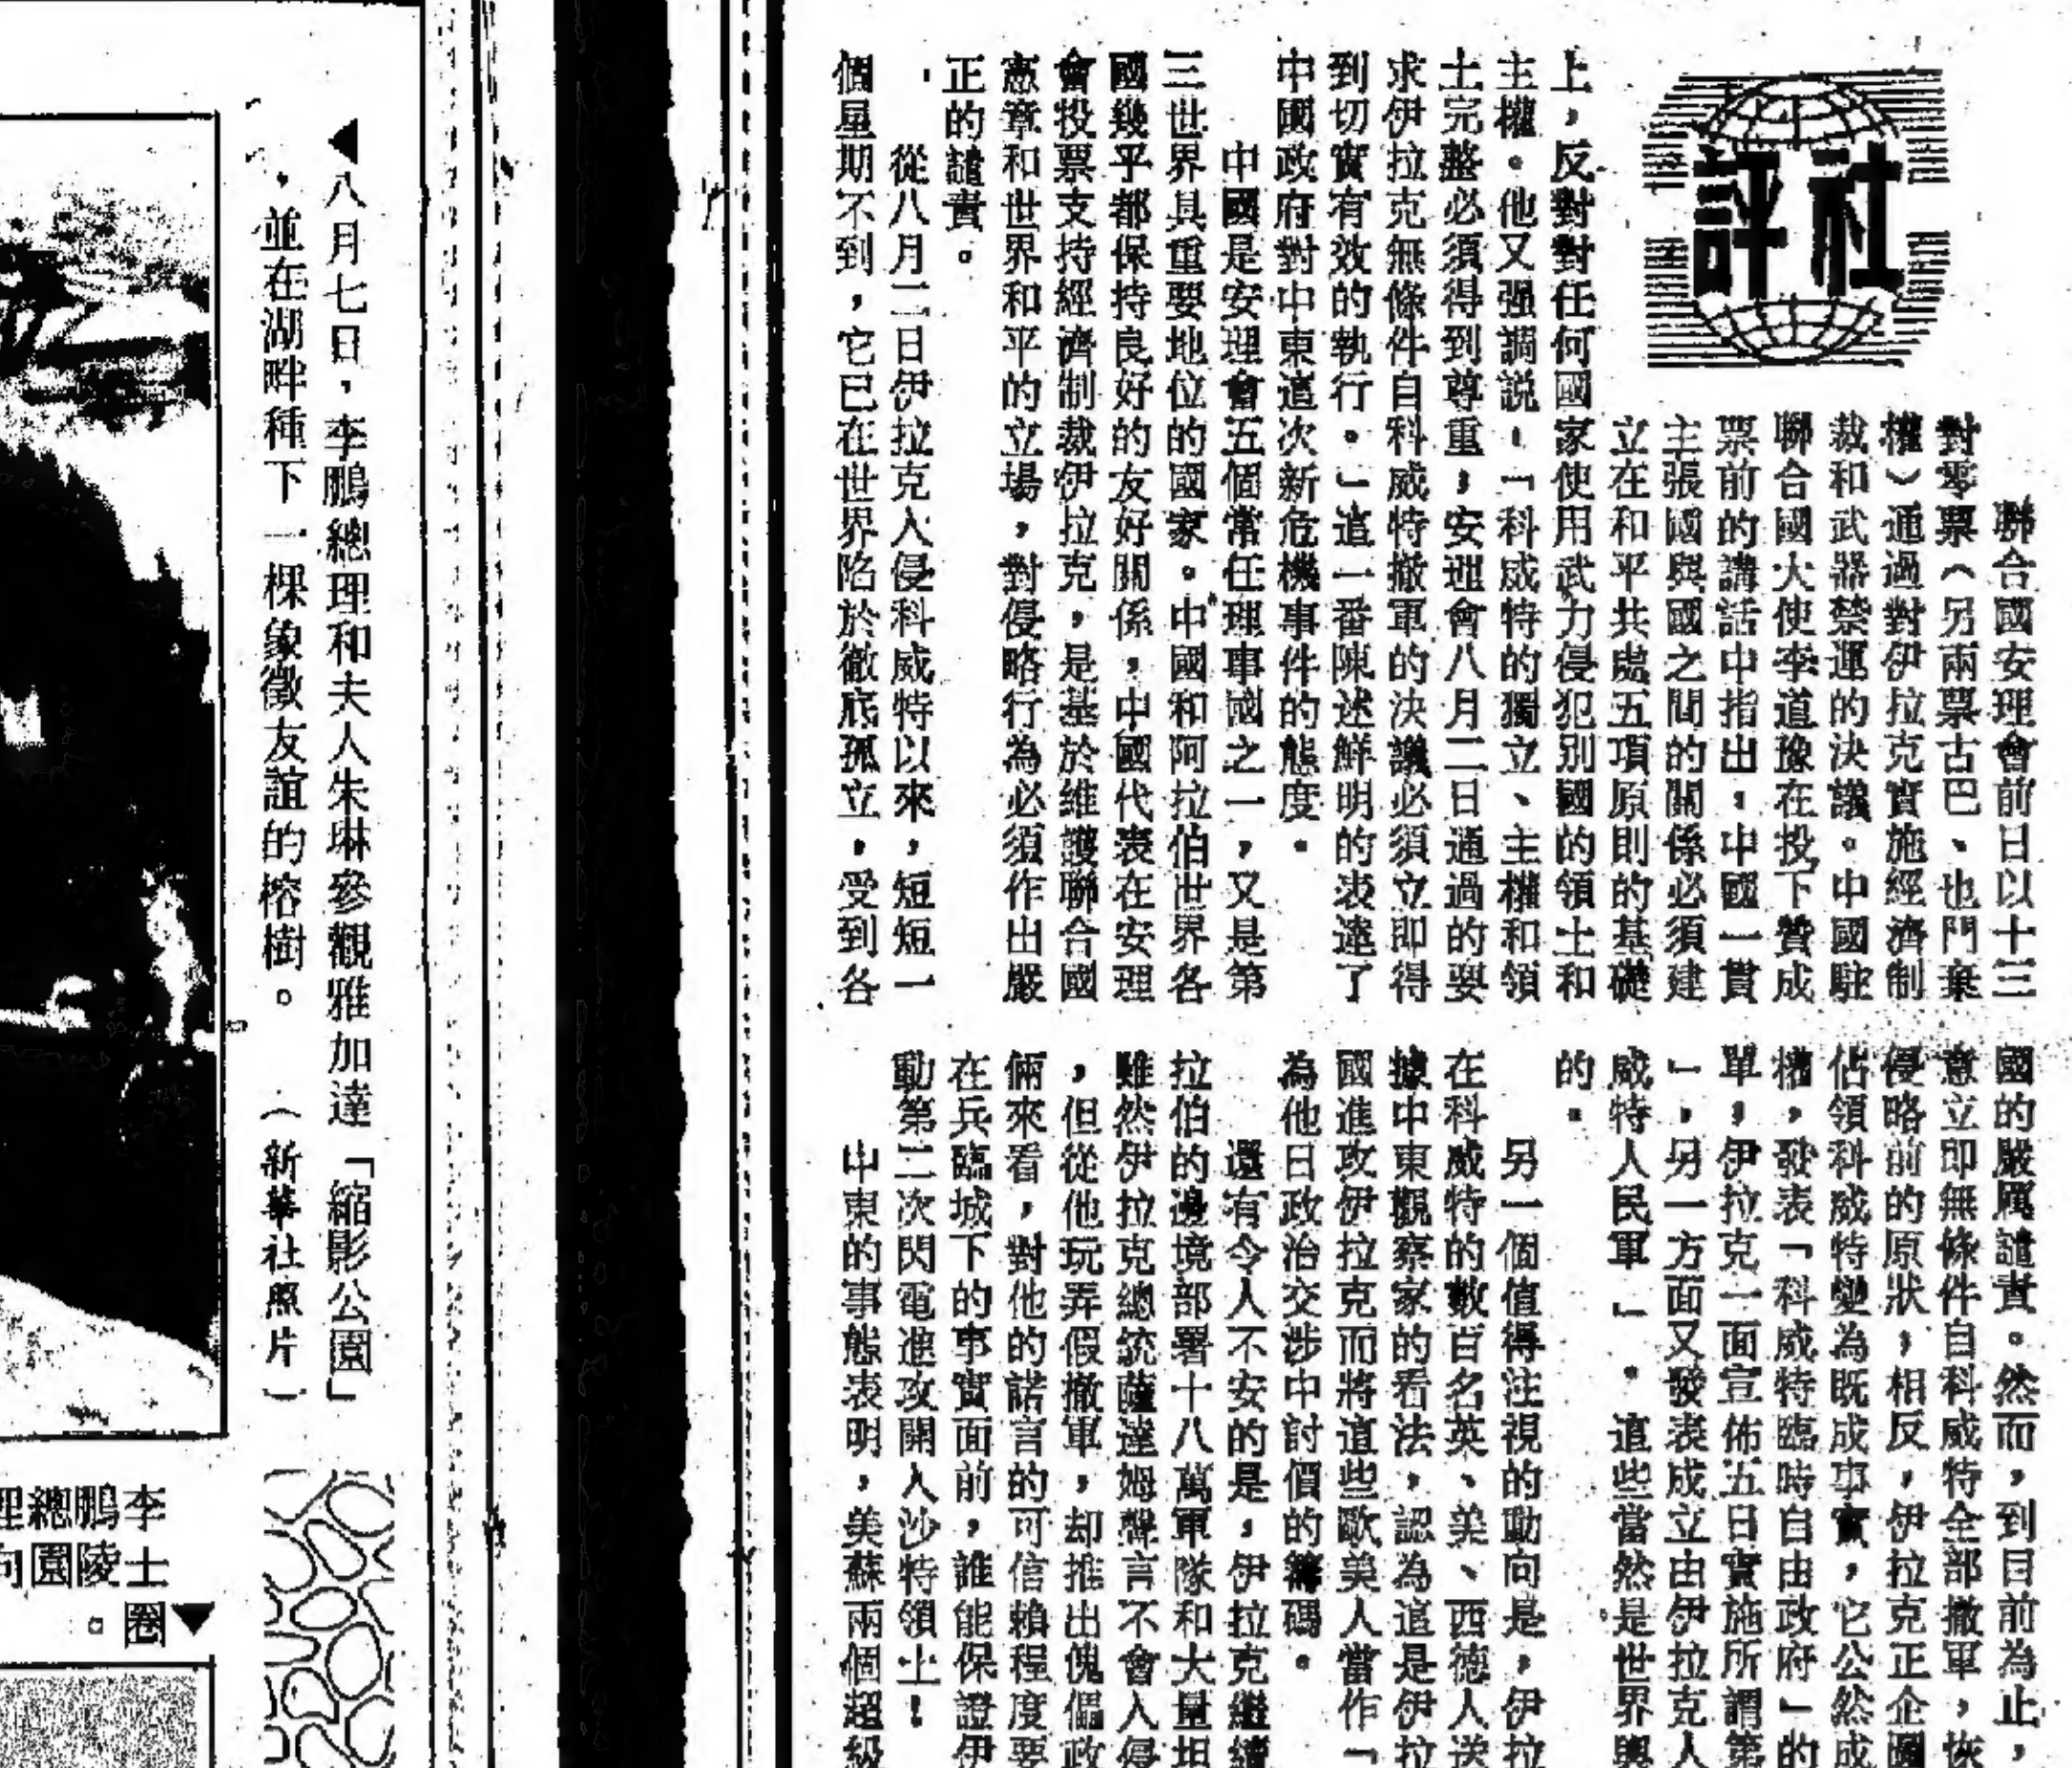 社評
聯合國安理會前日以十三
對零票（另兩票古巴、也門棄
權）通過對伊拉克實施經濟制
裁和武器禁運的決議。中國駐
聯合國大使李道豫在投下贊成
票前的講話中指出，中國一貫
主張國與國之間的關係必須建
立在和平共處五項原則的基礎
上，反對對任何國家使用武力侵犯別國的領土和
主權。他又强調説：「科威特的獨立、主權和領
土完整必須得到尊重，安理會八月二日通過的要
求伊拉克無條件自科威特撤軍的決議必須立即得
到切實有效的執行。」這一番陳述鮮明的表達了
中國政府對中東這次新危機事件的態度。
中國是安理會五個常任理事國之一，又是第
三世界具重要地位的國家。中國和阿拉伯世界各
國幾乎都保持良好的友好關係，中國代表在安理
會投票支持經濟制裁伊拉克，是基於維護聯合國
憲章和世界和平的立場，對侵略行為必須作出嚴
正的譴責。
從八月二日伊拉克入侵科威特以來，短短一
個星期不到，它已在世界陷於徹底孤立，受到各
國的嚴厲譴責。然而，到目前為止，
意立即無條件自科威特全部撤軍，恢
侵略前的原狀，相反，伊拉克正企圖
佔領科威特變為既成事實，它公然成
權，發表「科威特臨時自由政府」的
單，伊拉克一面宣佈五日實施所謂第
」，另一方面又發表成立由伊拉克人
威特人民軍」。這些當然是世界輿
的。
另一個值得注視的動向是，伊拉
在科威特的數百名英、美、西德人送
據中東觀察家的看法，認為這是伊拉
國進攻伊拉克而將這些歐美人當作「
為他日政治交涉中討價的籌碼。
還有令人不安的是，伊拉克繼續
拉伯的邊境部署十八萬軍隊和大量坦
雖然伊拉克總統薩達姆聲言不會入侵
，但從他玩弄假撤軍，却推出傀儡政
倆來看，對他的諾言的可信賴程度要
在兵臨城下的事實面前，誰能保證伊
動第二次閃電進攻開入沙特領土！
中東的事態表明，美蘇兩個超級
◀八月七日，李鵬總理和夫人朱琳參觀雅加達「縮影公園」
，並在湖畔種下一棵象徵友誼的榕樹。（新華社照片）
李鵬總理
士陵園向
▼圈。